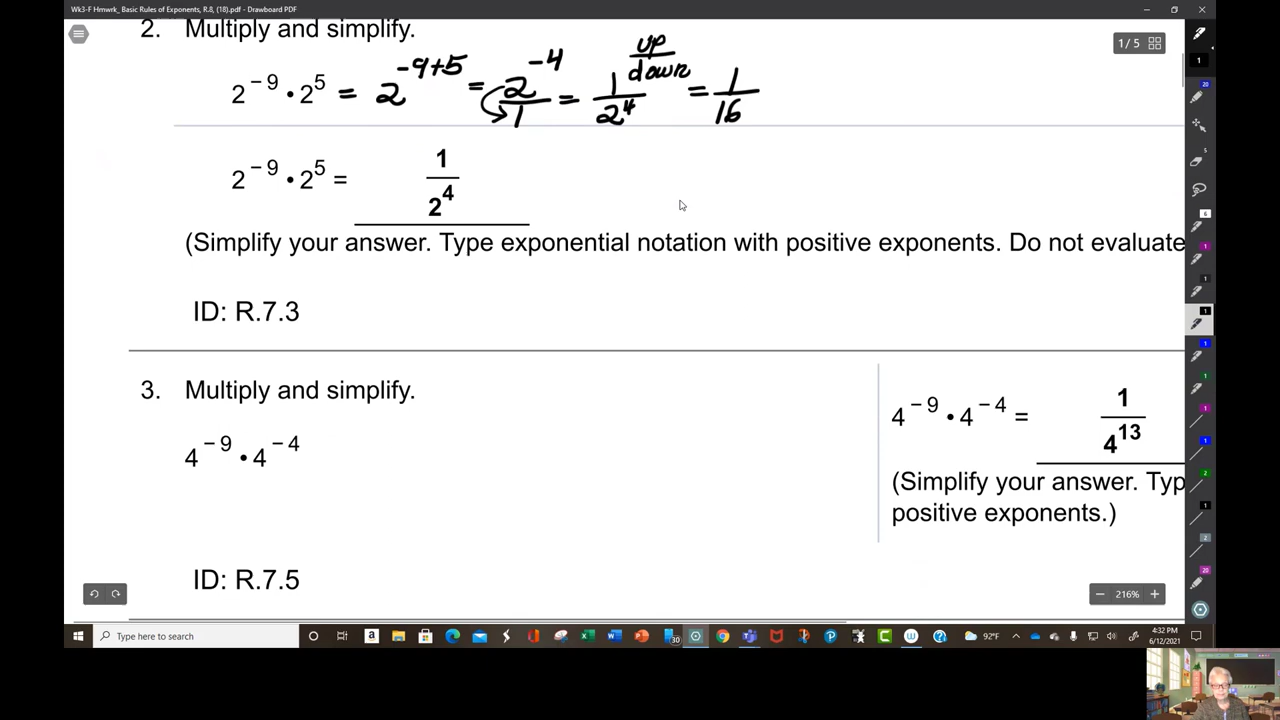 Wk3-F Hmwrk_ Basic Rules of Exponents, R.8, (18).pdf - Drawboard PDF
2. Multiply and simplify.
up
down
1 / 5
2^{-9} • 2^5 = 2^{-9+5} = 2^{-4}/1 = 1/2^4 = 1/16
2^{-9} • 2^5 = 1/2^4
(Simplify your answer. Type exponential notation with positive exponents. Do not evaluate
ID: R.7.3
3. Multiply and simplify.
4^{-9} • 4^{-4}
4^{-9} • 4^{-4} = 1/4^{13}
(Simplify your answer. Typ
positive exponents.)
ID: R.7.5
216%
Type here to search
92°F
4:32 PM
6/12/2021